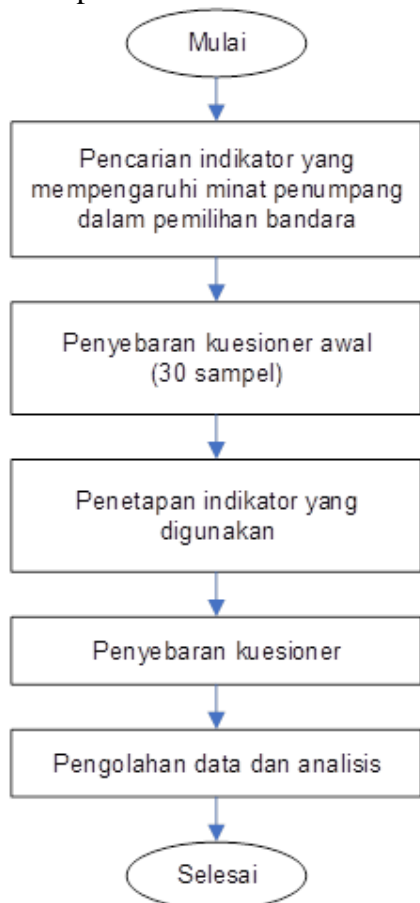 Mulai
Pencarian indikator yang
mempengaruhi minat penumpang
dalam pemilihan bandara
Penyebaran kuesioner awal
(30 sampel)
Penetapan indikator yang
digunakan
Penyebaran kuesioner
Pengolahan data dan analisis
Selesai